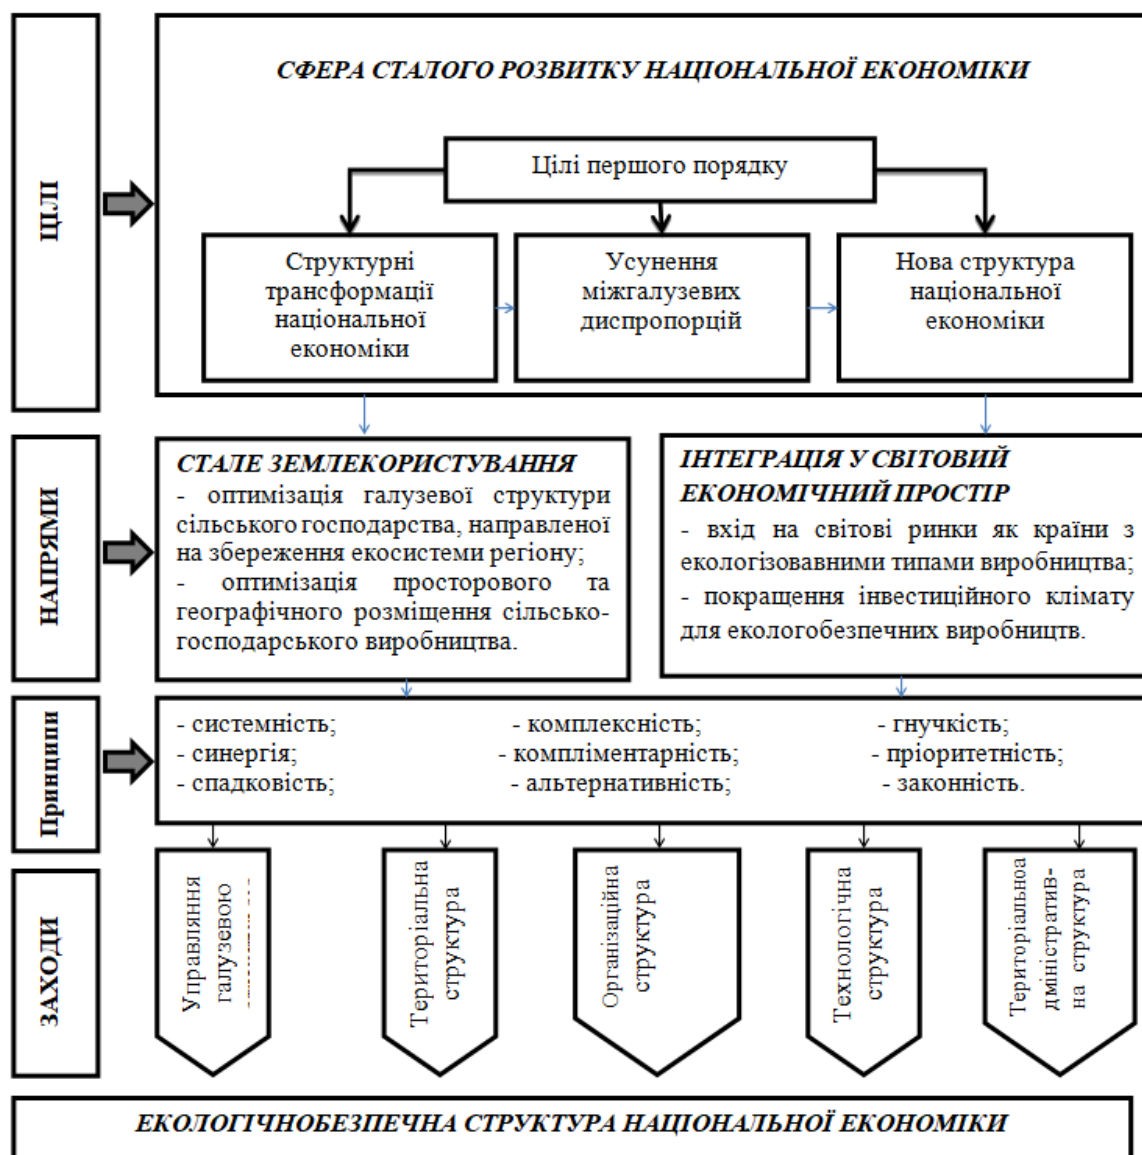 ЦІЛІ
СФЕРА СТАЛОГО РОЗВИТКУ НАЦІОНАЛЬНОЇ ЕКОНОМІКИ
Цілі першого порядку
Структурні
трансформації
національної
економіки
Усунення
міжгалузевих
диспропорцій
Нова структура
національної
економіки
НАПРЯМИ
СТАЛЕ ЗЕМЛЕКОРИСТУВАННЯ
- оптимізація галузевої структури
сільського господарства, направленої
на збереження екосистеми регіону;
- оптимізація просторового та
географічного розміщення сільсько-
господарського виробництва.
ІНТЕГРАЦІЯ У СВІТОВИЙ
ЕКОНОМІЧНИЙ ПРОСТІР
- вхід на світові ринки як країни з
екологізовавними типами виробництва;
- покращення інвестиційного клімату
для екологобезпечних виробництв.
Принципи
- системність; - комплексність; - гнучкість;
- синергія; - компліментарність; - пріоритетність;
- спадковість; - альтернативність; - законність.
ЗАХОДИ
Управляння
галузевою
Територіальна
структура
Організаційна
структура
Технологічна
структура
Територіальноа
дміністратив-
на структура
ЕКОЛОГІЧНОБЕЗПЕЧНА СТРУКТУРА НАЦІОНАЛЬНОЇ ЕКОНОМІКИ